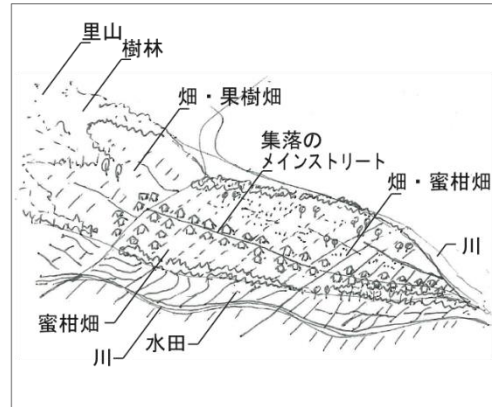 里山
樹林
畑・果樹畑
集落の
メインストリート
畑・蜜柑畑
川
蜜柑畑
川
水田